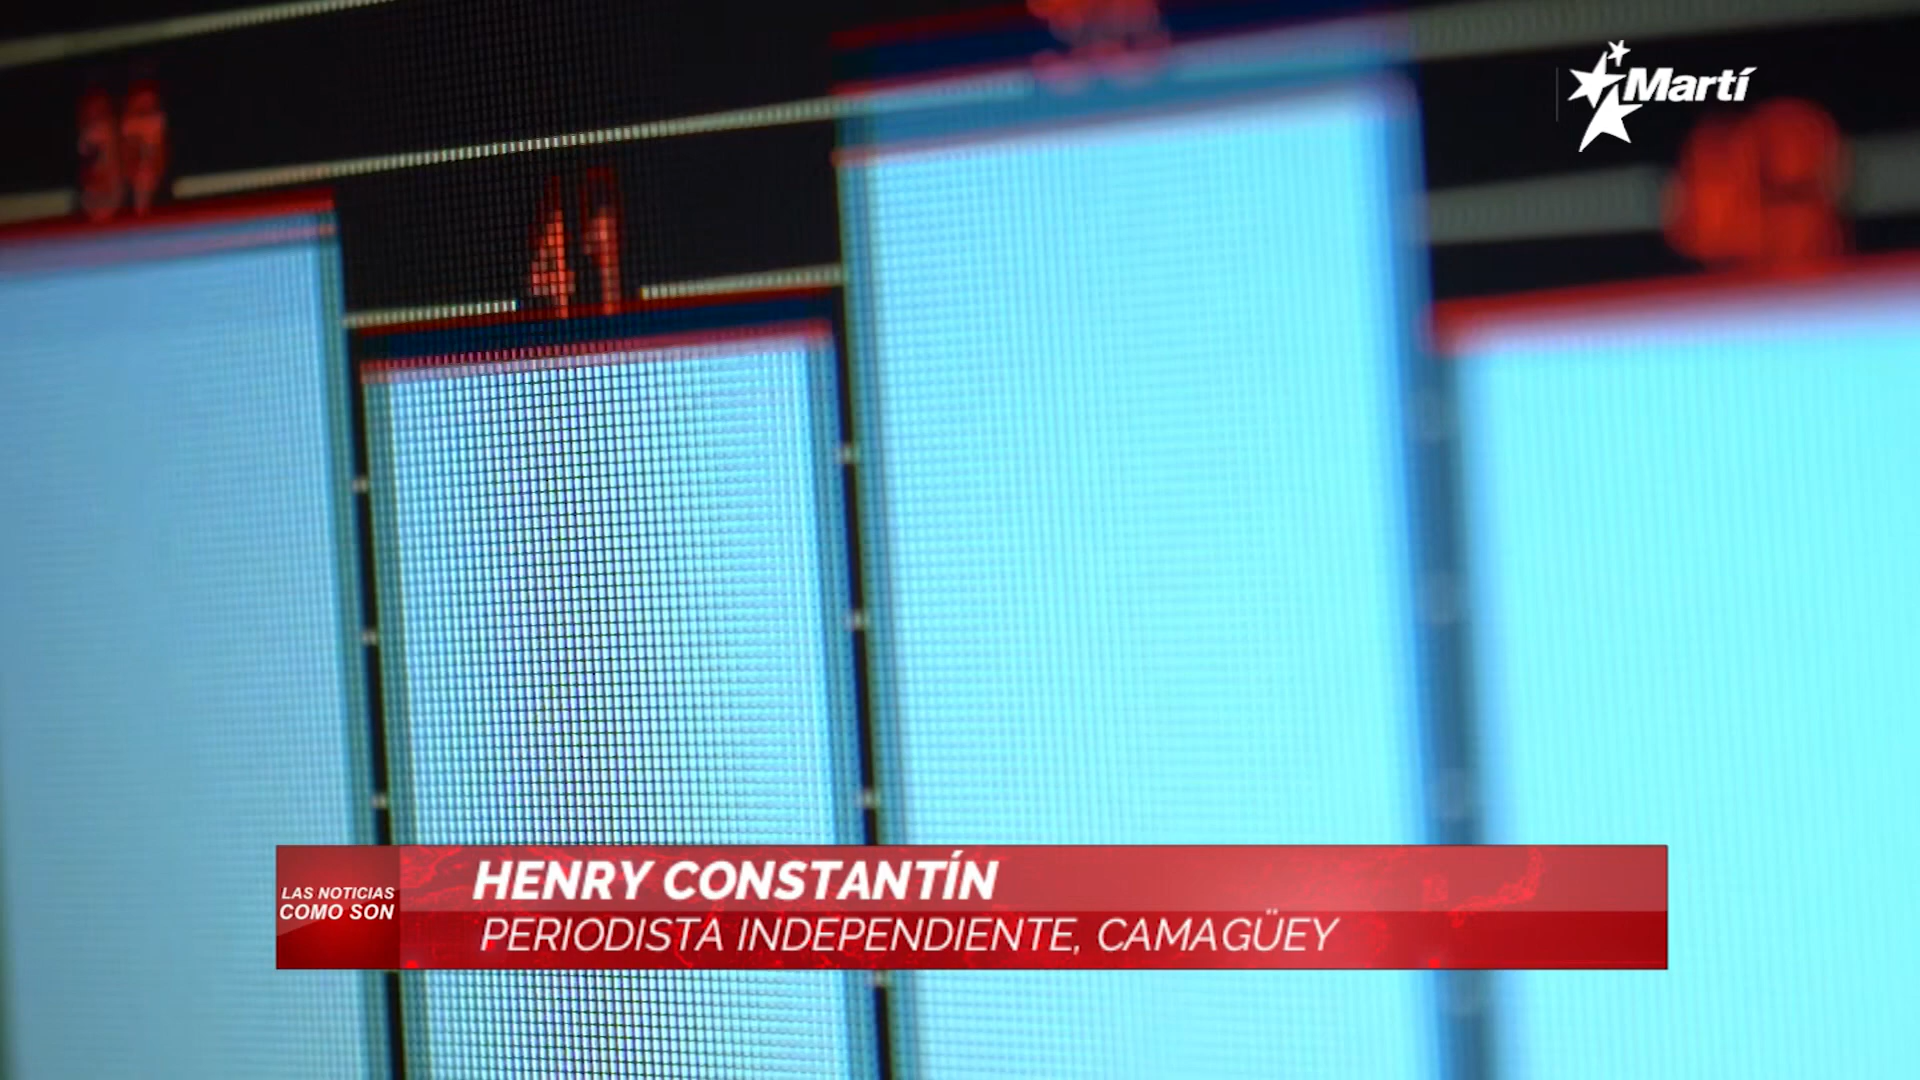 Martí
41
LAS NOTICIAS
COMO SON
HENRY CONSTANTÍN
PERIODISTA INDEPENDIENTE, CAMAGÜEY